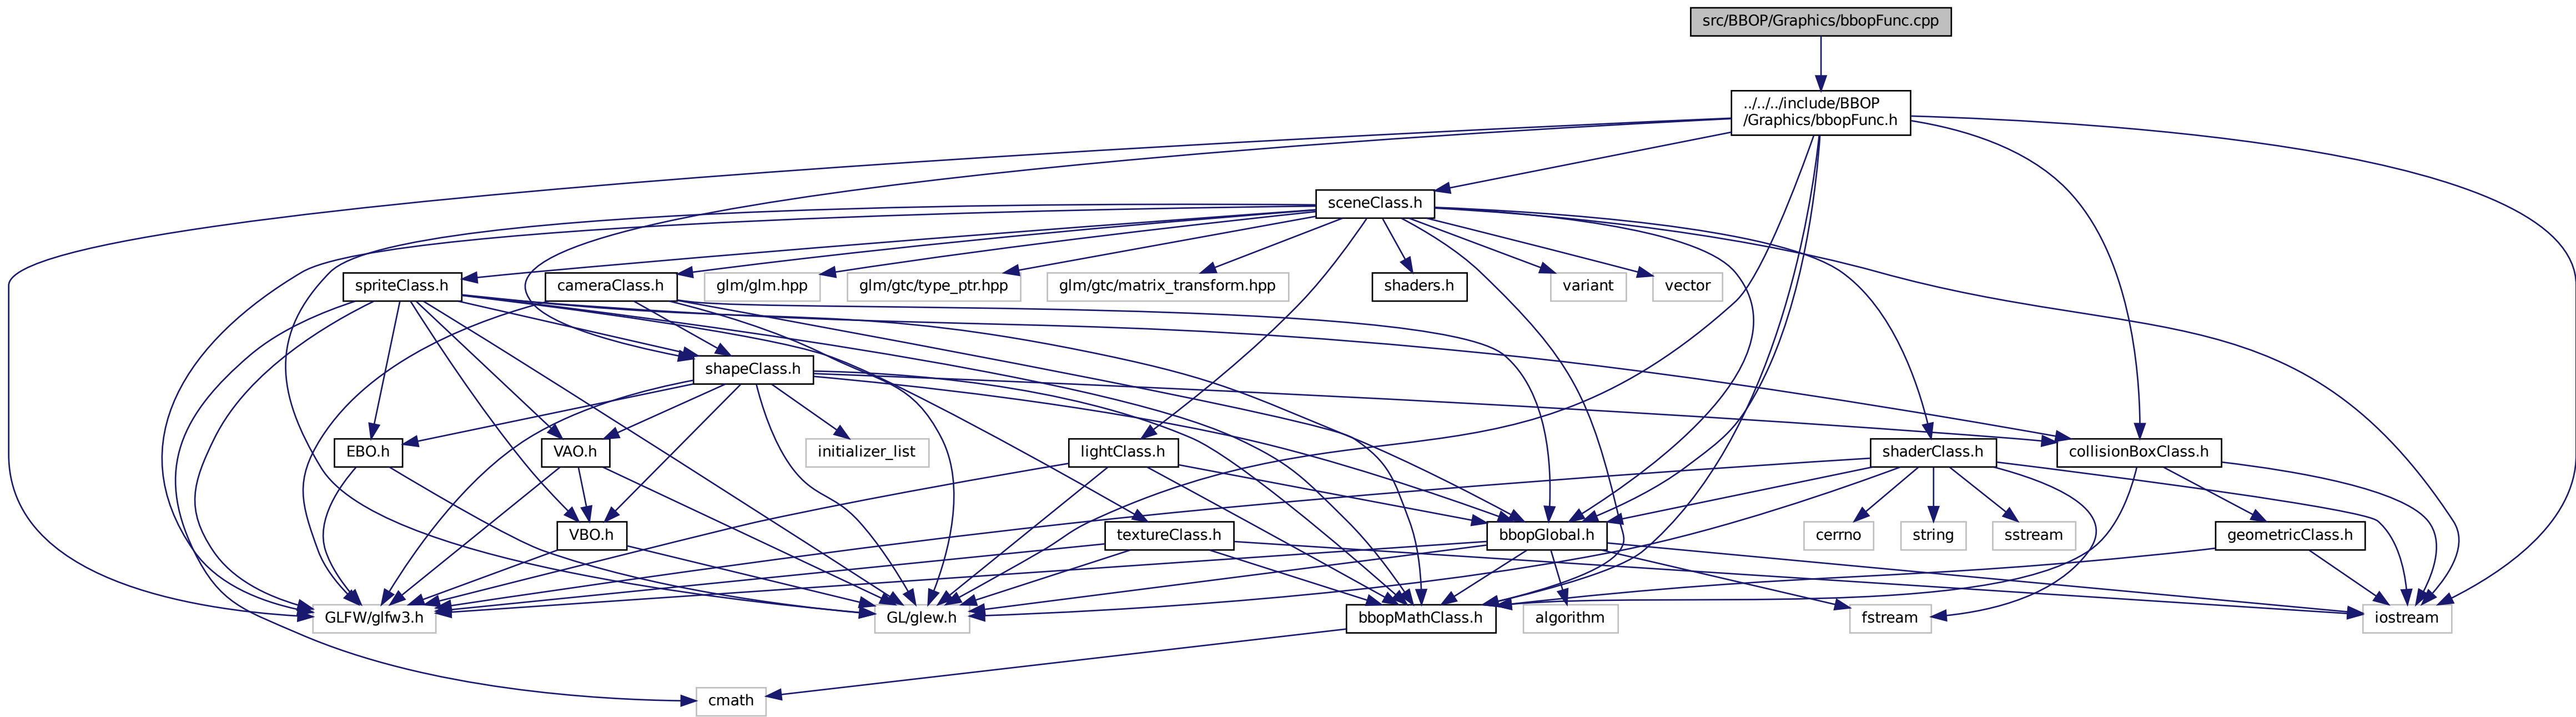 src/BBOP/Graphics/bbopFunc.cpp
../../../include/BBOP
/Graphics/bbopFunc.h
sceneClass.h
spriteClass.h
cameraClass.h
glm/glm.hpp
glm/gtc/type_ptr.hpp
glm/gtc/matrix_transform.hpp
shaders.h
variant
vector
shapeClass.h
EBO.h
VAO.h
initializer_list
lightClass.h
shaderClass.h
collisionBoxClass.h
VBO.h
textureClass.h
bbopGlobal.h
cerrno
string
sstream
geometricClass.h
GLFW/glfw3.h
GL/glew.h
bbopMathClass.h
algorithm
fstream
iostream
cmath